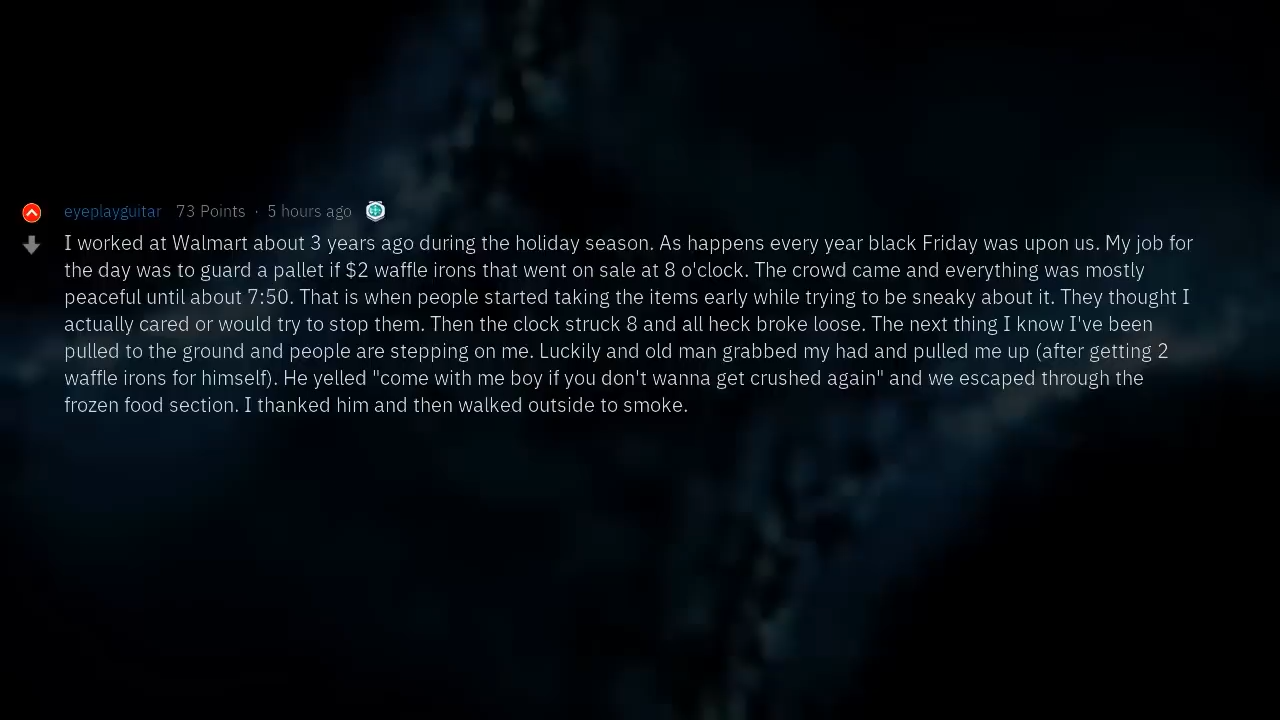 eyeplayguitar 73 Points · 5 hours ago
I worked at Walmart about 3 years ago during the holiday season. As happens every year black Friday was upon us. My job for
the day was to guard a pallet if $2 waffle irons that went on sale at 8 o'clock. The crowd came and everything was mostly
peaceful until about 7:50. That is when people started taking the items early while trying to be sneaky about it. They thought I
actually cared or would try to stop them. Then the clock struck 8 and all heck broke loose. The next thing I know I've been
pulled to the ground and people are stepping on me. Luckily and old man grabbed my had and pulled me up (after getting 2
waffle irons for himself). He yelled "come with me boy if you don't wanna get crushed again" and we escaped through the
frozen food section. I thanked him and then walked outside to smoke.